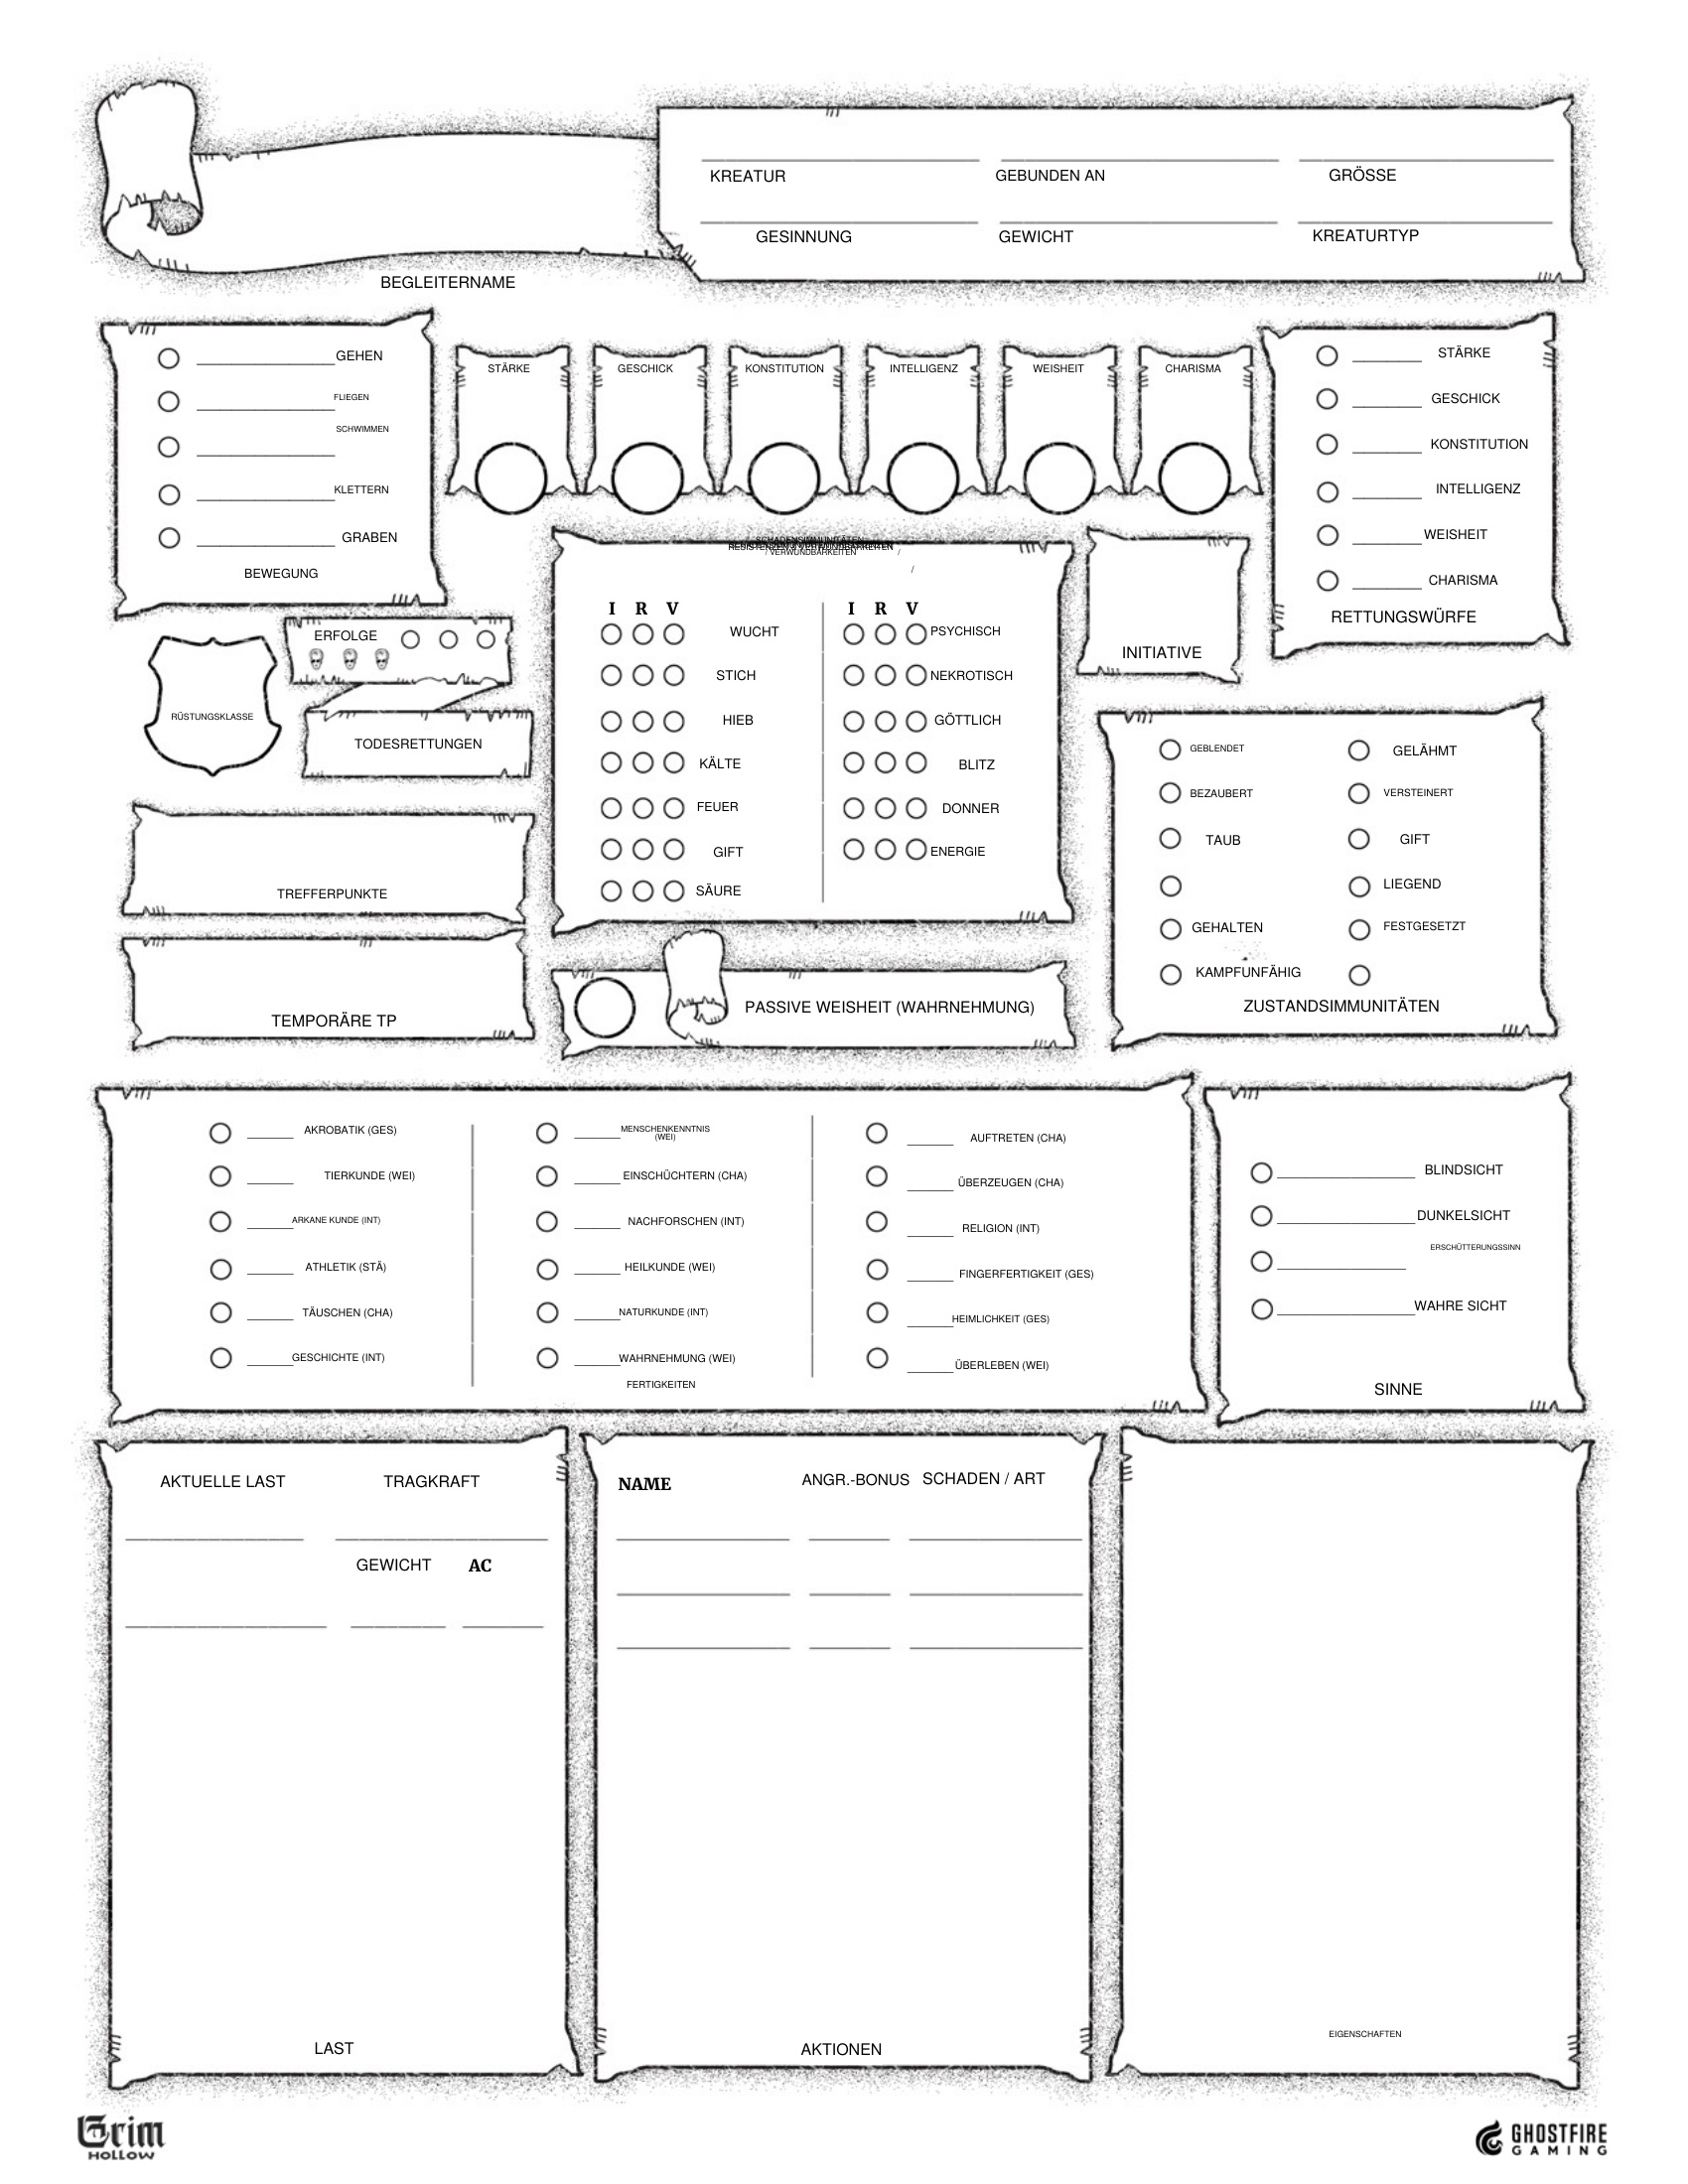 KREATUR GEBUNDEN AN GRÖSSE
GESINNUNG GEWICHT KREATURTYP
BEGLEITERNAME
GEHEN
FLIEGEN
SCHWIMMEN
KLETTERN
GRABEN
BEWEGUNG
STÄRKE GESCHICK KONSTITUTION INTELLIGENZ WEISHEIT CHARISMA
STÄRKE
GESCHICK
KONSTITUTION
INTELLIGENZ
WEISHEIT
CHARISMA
RETTUNGSWÜRFE
ERFOLGE
TODESRETTUNGEN
RÜSTUNGSKLASSE
TREFFERPUNKTE
TEMPORÄRE TP
SCHADENSIMMUNITÄTEN
/ VERWUNDBARKEITEN /
/
I R V I R V
WUCHT PSYCHISCH
STICH NEKROTISCH
HIEB GÖTTLICH
KÄLTE BLITZ
FEUER DONNER
GIFT ENERGIE
SÄURE
INITIATIVE
PASSIVE WEISHEIT (WAHRNEHMUNG)
GEBLENDET GELÄHMT
BEZAUBERT VERSTEINERT
TAUB GIFT
LIEGEND
GEHALTEN FESTGESETZT
KAMPFUNFÄHIG
ZUSTANDSIMMUNITÄTEN
AKROBATIK (GES)
TIERKUNDE (WEI)
ARKANE KUNDE (INT)
ATHLETIK (STÄ)
TÄUSCHEN (CHA)
GESCHICHTE (INT)
MENSCHENKENNTNIS
(WEI)
EINSCHÜCHTERN (CHA)
NACHFORSCHEN (INT)
HEILKUNDE (WEI)
NATURKUNDE (INT)
WAHRNEHMUNG (WEI)
AUFTRETEN (CHA)
ÜBERZEUGEN (CHA)
RELIGION (INT)
FINGERFERTIGKEIT (GES)
HEIMLICHKEIT (GES)
ÜBERLEBEN (WEI)
FERTIGKEITEN
BLINDSICHT
DUNKELSICHT
ERSCHÜTTERUNGSSINN
WAHRE SICHT
SINNE
AKTUELLE LAST TRAGKRAFT
GEWICHT AC
LAST
NAME ANGR.-BONUS SCHADEN / ART
AKTIONEN
EIGENSCHAFTEN
Grim
HOLLOW
GHOSTFIRE
GAMING